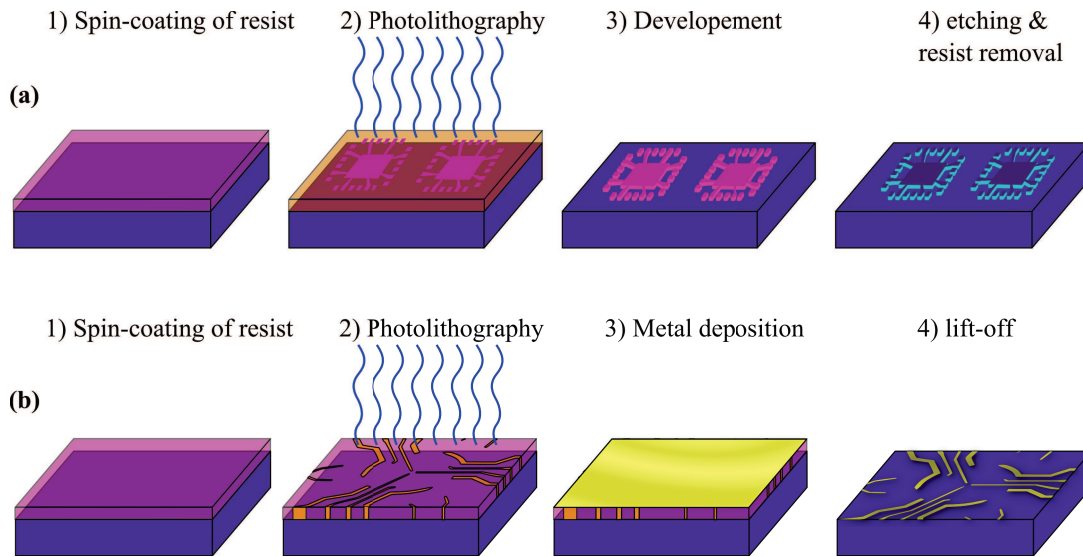 1) Spin-coating of resist
2) Photolithography
3) Developement
4) etching &
resist removal
(a)
1) Spin-coating of resist
2) Photolithography
3) Metal deposition
4) lift-off
(b)